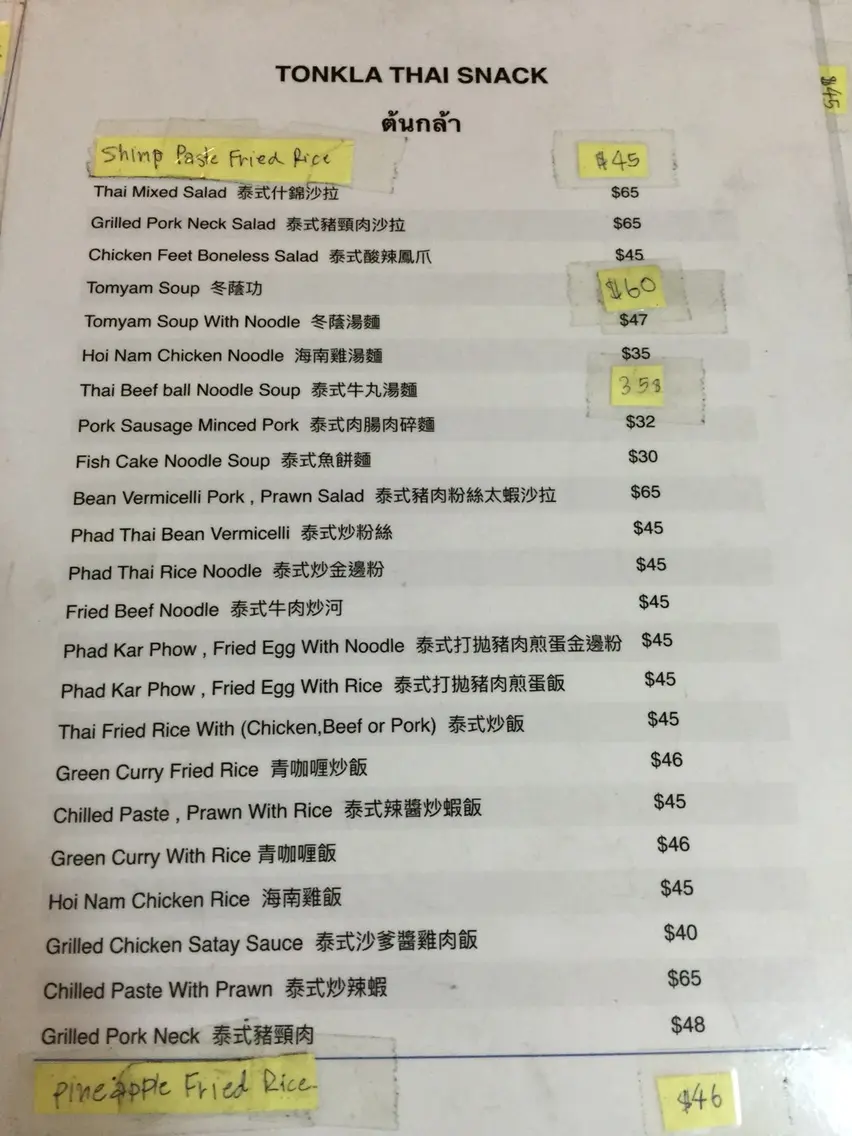 TONKLA THAI SNACK
ต้นกล้า
Shimp Paste Fried Rice $45
Thai Mixed Salad 泰式什錦沙拉 $65
Grilled Pork Neck Salad 泰式豬頸肉沙拉 $65
Chicken Feet Boneless Salad 泰式酸辣鳳爪 $45
Tomyam Soup 冬蔭功 $60
Tomyam Soup With Noodle 冬蔭湯麵 $47
Hoi Nam Chicken Noodle 海南雞湯麵 $35
Thai Beef ball Noodle Soup 泰式牛丸湯麵 35$
Pork Sausage Minced Pork 泰式肉腸肉碎麵 $32
Fish Cake Noodle Soup 泰式魚餅麵 $30
Bean Vermicelli Pork , Prawn Salad 泰式豬肉粉絲太蝦沙拉 $65
Phad Thai Bean Vermicelli 泰式炒粉絲 $45
Phad Thai Rice Noodle 泰式炒金邊粉 $45
Fried Beef Noodle 泰式牛肉炒河 $45
Phad Kar Phow , Fried Egg With Noodle 泰式打拋豬肉煎蛋金邊粉 $45
Phad Kar Phow , Fried Egg With Rice 泰式打拋豬肉煎蛋飯 $45
Thai Fried Rice With (Chicken,Beef or Pork) 泰式炒飯 $45
Green Curry Fried Rice 青咖喱炒飯 $46
Chilled Paste , Prawn With Rice 泰式辣醬炒蝦飯 $45
Green Curry With Rice 青咖喱飯 $46
Hoi Nam Chicken Rice 海南雞飯 $45
Grilled Chicken Satay Sauce 泰式沙爹醬雞肉飯 $40
Chilled Paste With Prawn 泰式炒辣蝦 $65
Grilled Pork Neck 泰式豬頸肉 $48
pineapple Fried Rice $46
$45